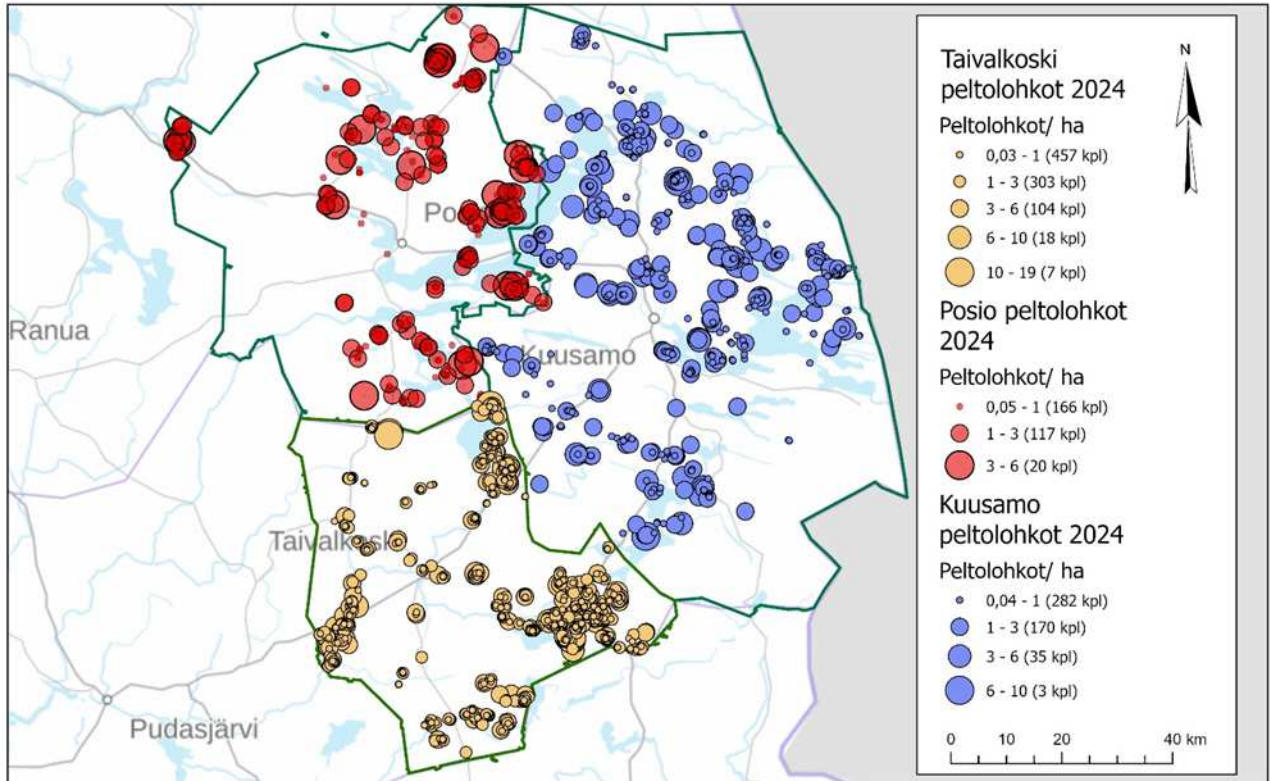 Ranua
Posio
Kuusamo
Taivalkoski
Pudasjärvi
Taivalkoski
peltolohkot 2024
Peltolohkot/ ha
0,03 - 1 (457 kpl)
1 - 3 (303 kpl)
3 - 6 (104 kpl)
6 - 10 (18 kpl)
10 - 19 (7 kpl)
Posio peltolohkot
2024
Peltolohkot/ ha
0,05 - 1 (166 kpl)
1 - 3 (117 kpl)
3 - 6 (20 kpl)
Kuusamo
peltolohkot 2024
Peltolohkot/ ha
0,04 - 1 (282 kpl)
1 - 3 (170 kpl)
3 - 6 (35 kpl)
6 - 10 (3 kpl)
N
0 10 20 40 km